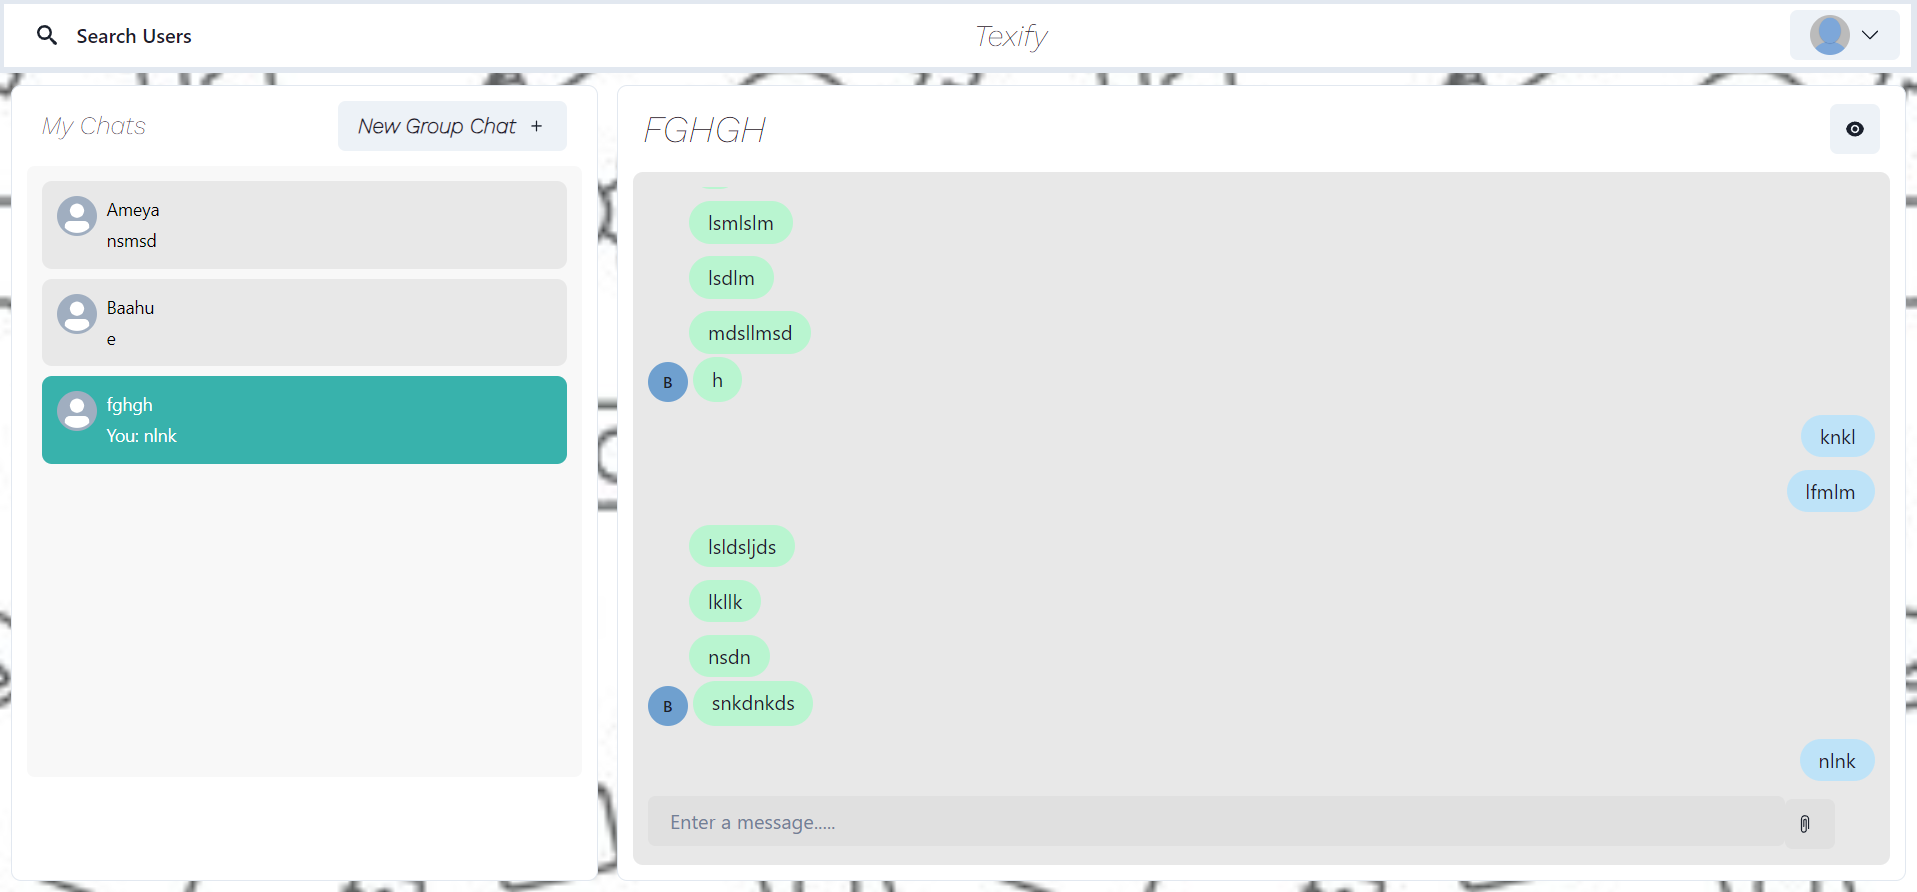 Search Users
Texify
My Chats
New Group Chat +
Ameya
nsmsd
Baahu
e
fghgh
You: nlnk
FGHGH
lsmlslm
lsdlm
mdsllmsd
B
h
knkl
lfmlm
lsldsljds
lkllk
nsdn
B
snkdnkds
nlnk
Enter a message.....